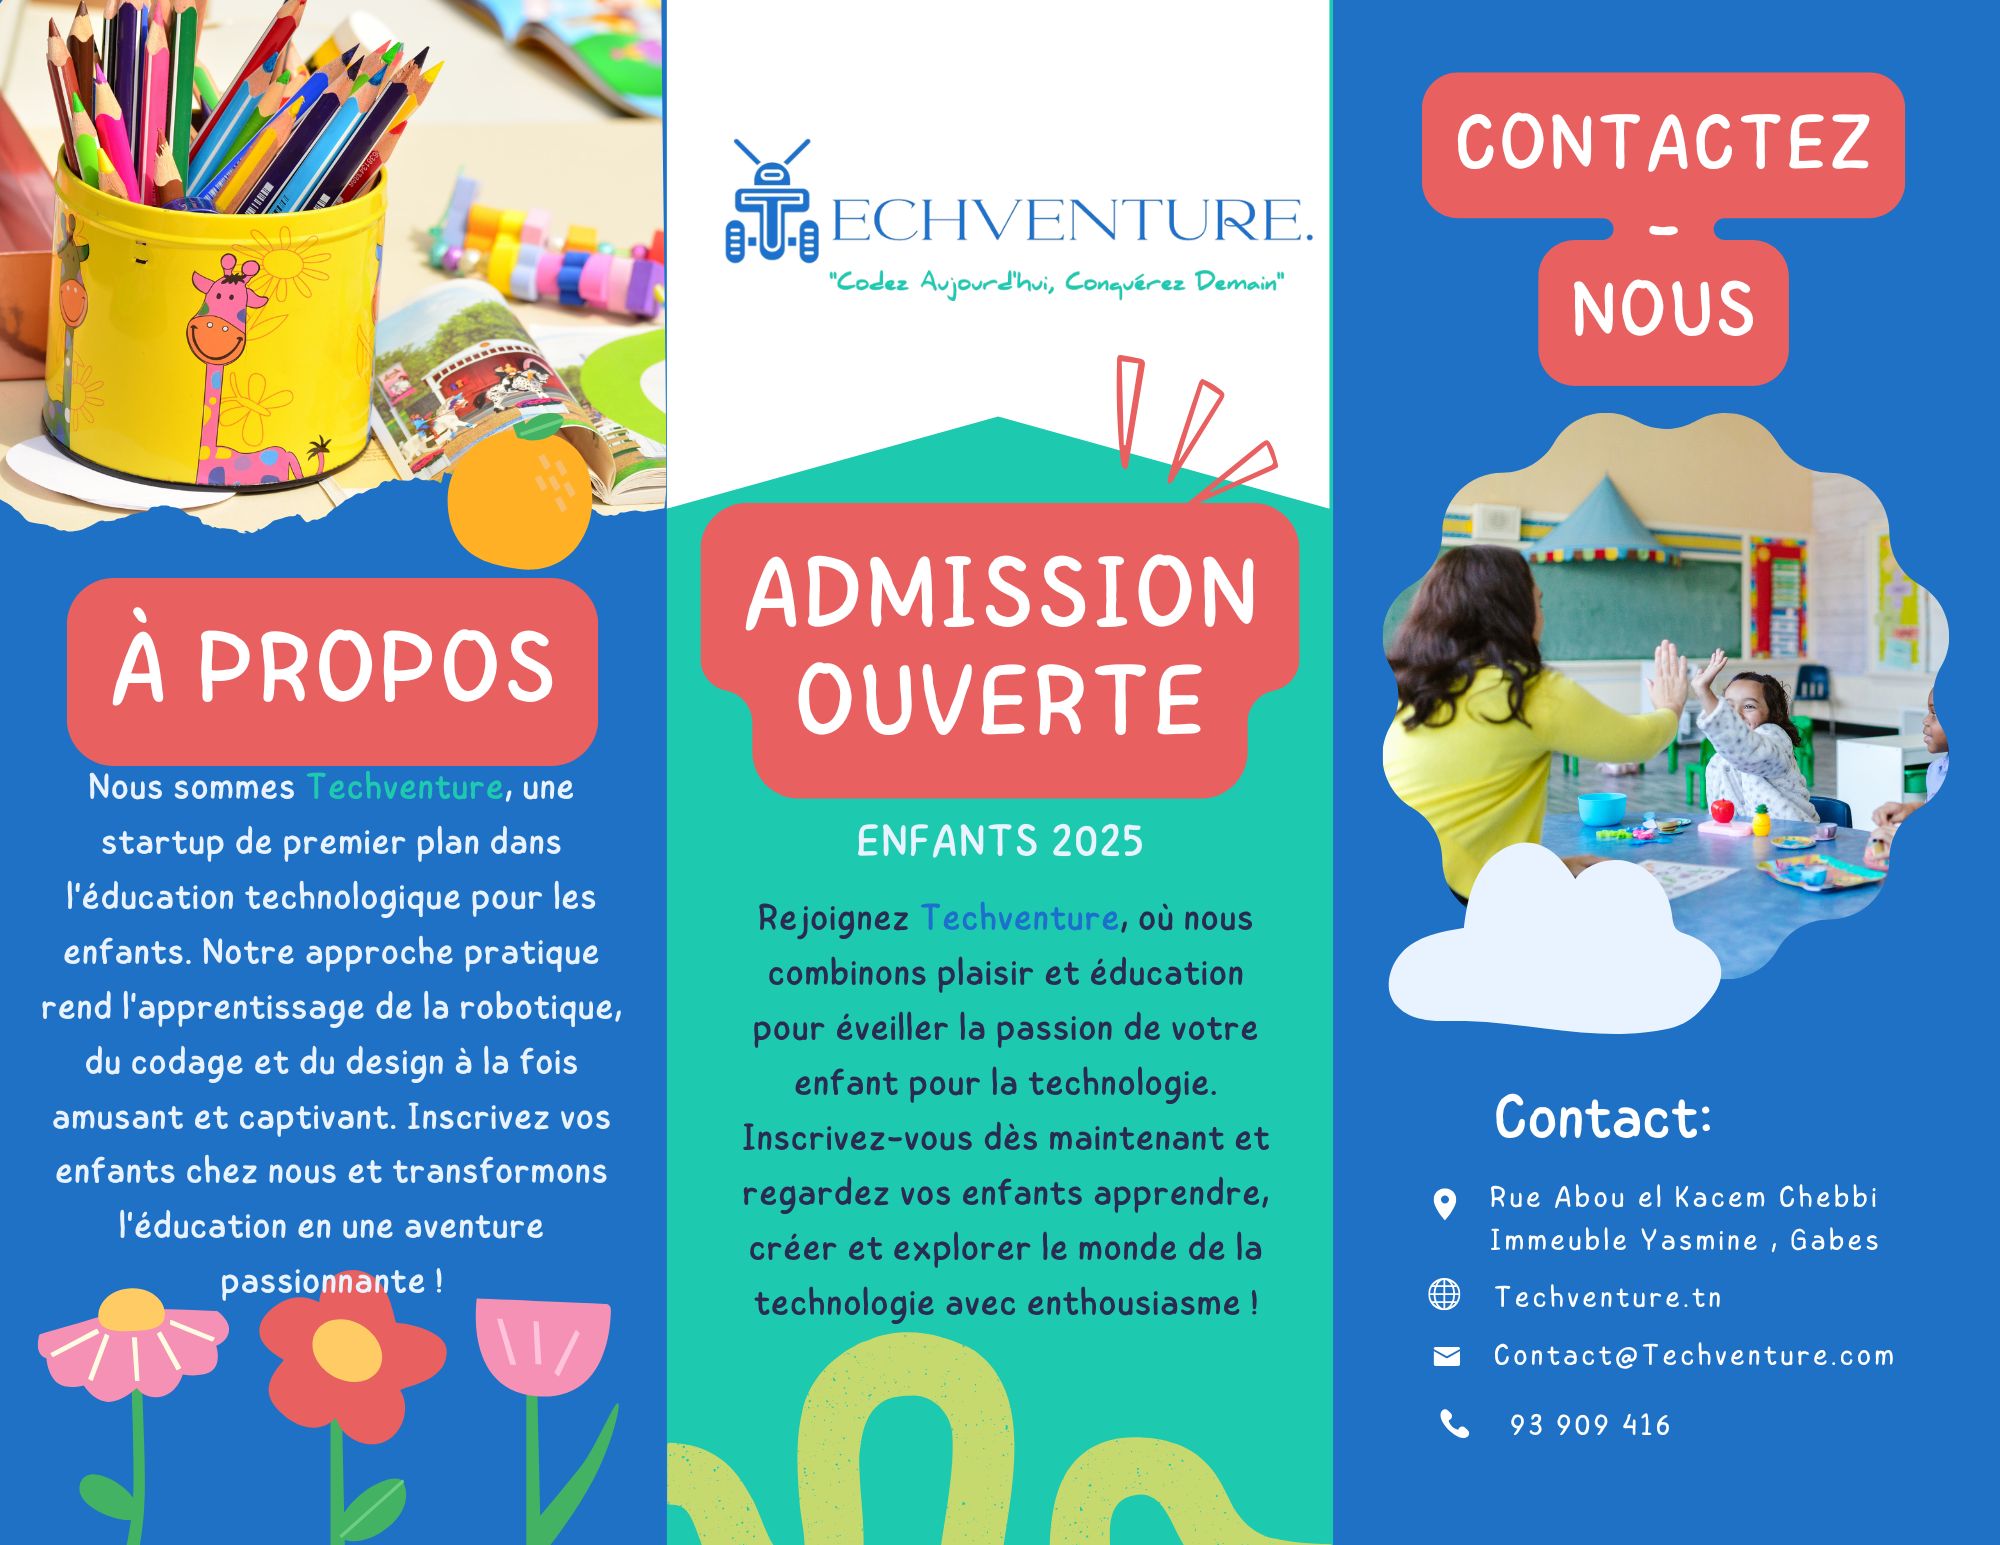 À PROPOS
Nous sommes Techventure, une
startup de premier plan dans
l'éducation technologique pour les
enfants. Notre approche pratique
rend l'apprentissage de la robotique,
du codage et du design à la fois
amusant et captivant. Inscrivez vos
enfants chez nous et transformons
l'éducation en une aventure
passionnante !
TECHVENTURE.
"Codez Aujourd'hui, Conquérez Demain"
ADMISSION
OUVERTE
ENFANTS 2025
Rejoignez Techventure, où nous
combinons plaisir et éducation
pour éveiller la passion de votre
enfant pour la technologie.
Inscrivez-vous dès maintenant et
regardez vos enfants apprendre,
créer et explorer le monde de la
technologie avec enthousiasme !
CONTACTEZ
-
NOUS
Contact:
Rue Abou el Kacem Chebbi
Immeuble Yasmine , Gabes
Techventure.tn
Contact@Techventure.com
93 909 416